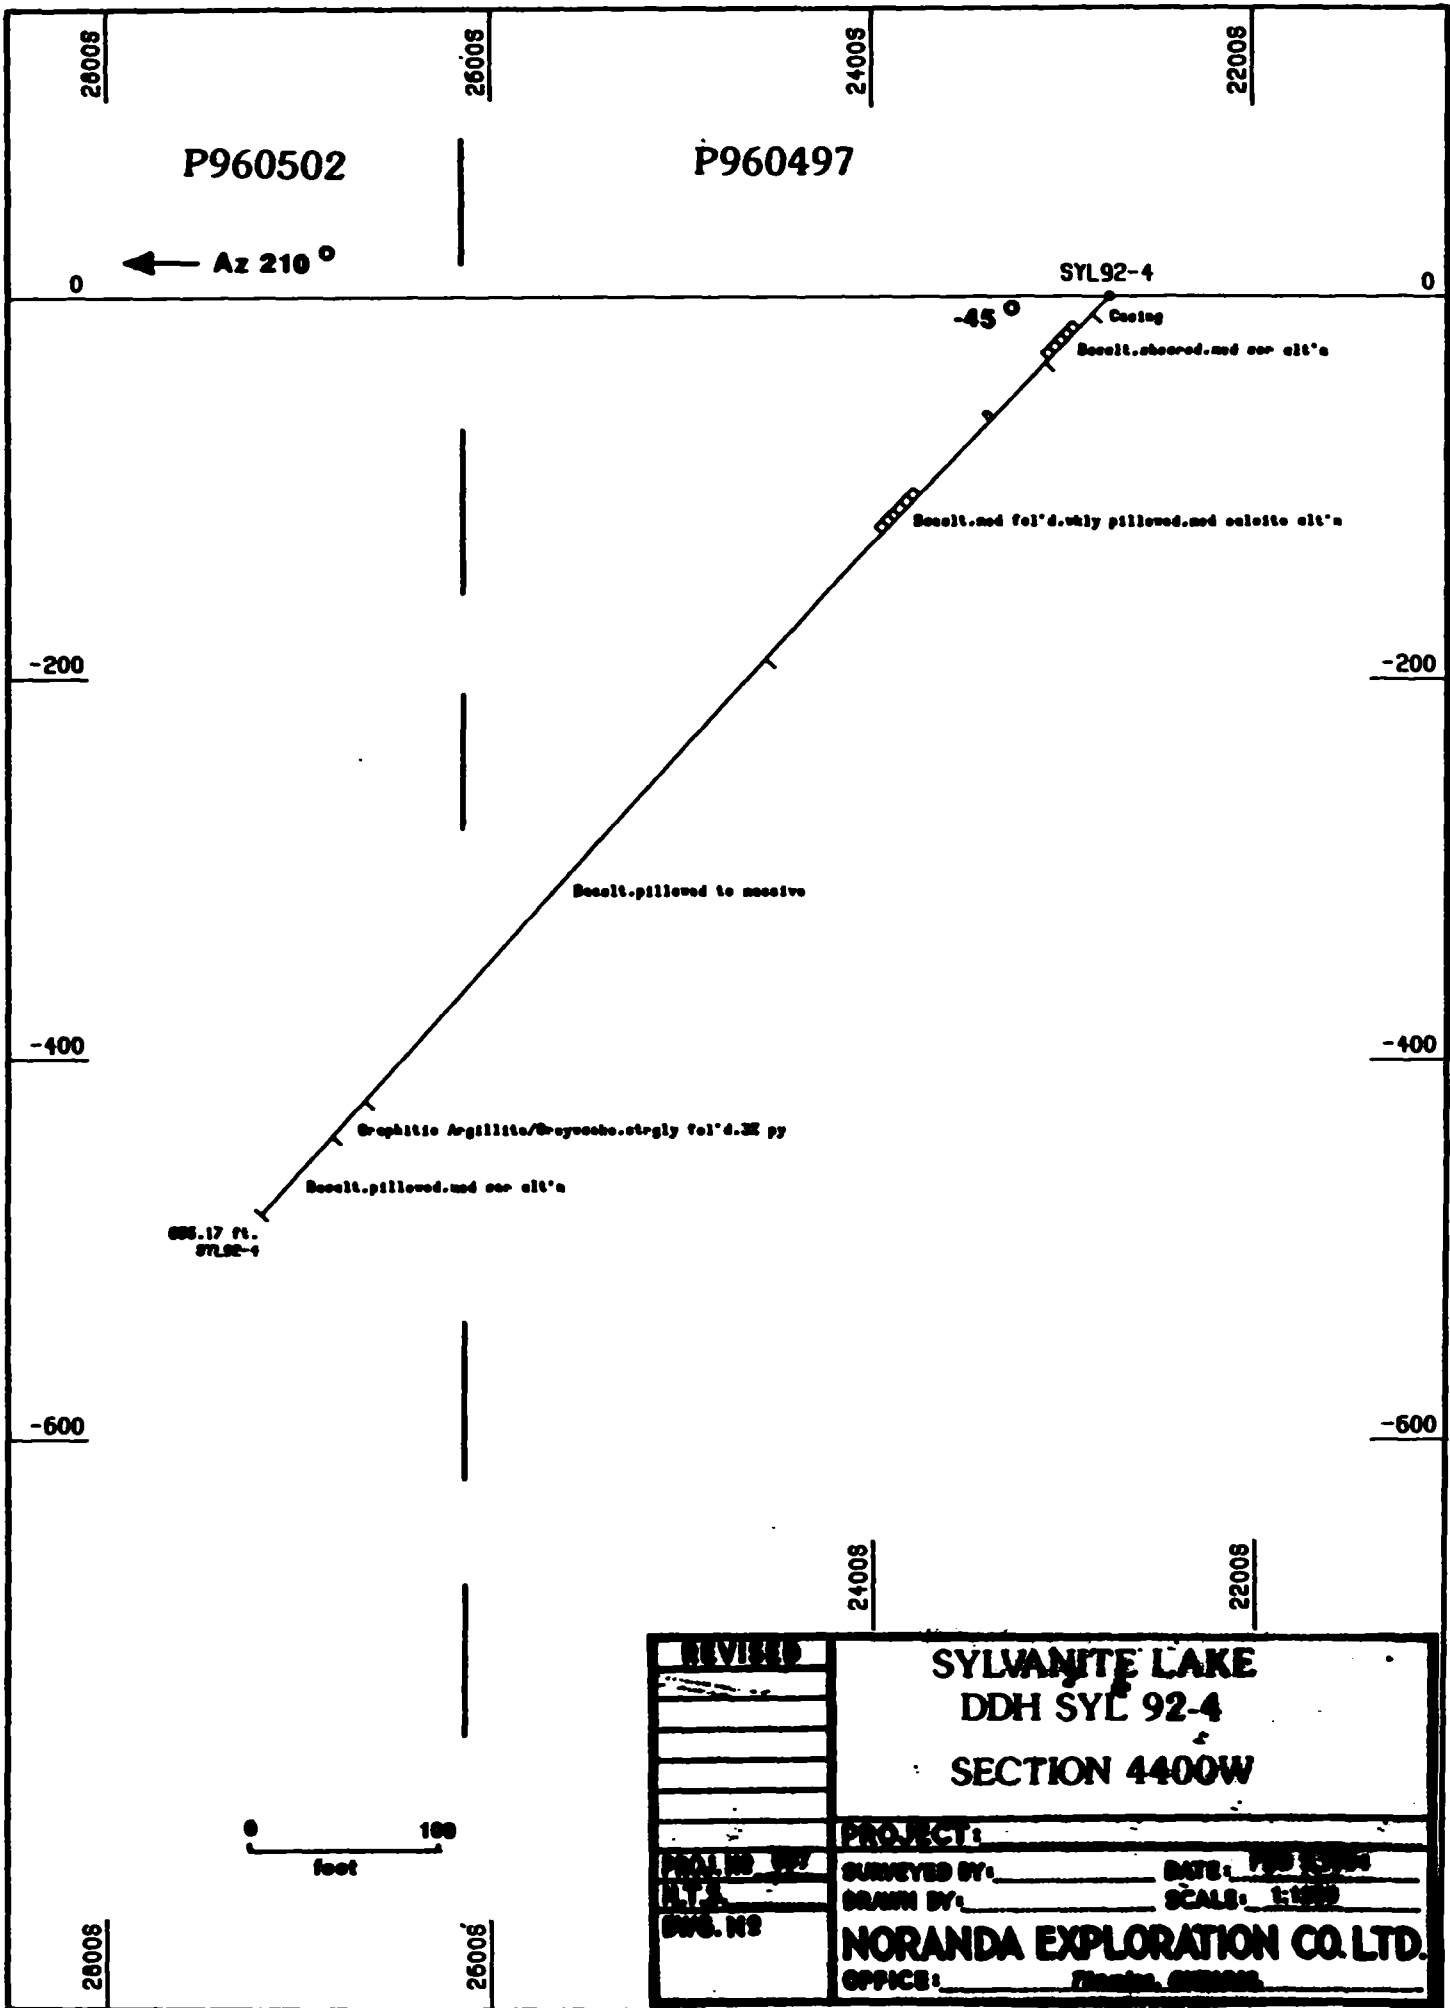 2800S
2600S
2400S
2200S
P960502
P960497
Az 210°
0
SYL92-4
0
-45°
Casing
Basalt.sheared.mod ser alt'n
Basalt.mod fol'd.wkly pillowed.mod calcite alt'n
-200
-200
Basalt.pillowed to massive
-400
-400
Graphitic Argillite/Greywacke.strgly fol'd.3% py
Basalt.pillowed.mod ser alt'n
.17 ft.
SYL92-4
-600
-600
2400S
2200S
REVISED
SYLVANITE LAKE
DDH SYL 92-4
SECTION 4400W
0 100
feet
PROJECT:
PROJ. Nº
SURVEYED BY: DATE:
N.T.S.
DRAWN BY: SCALE:
DWG. Nº
NORANDA EXPLORATION CO. LTD.
OFFICE:
2800S
2600S